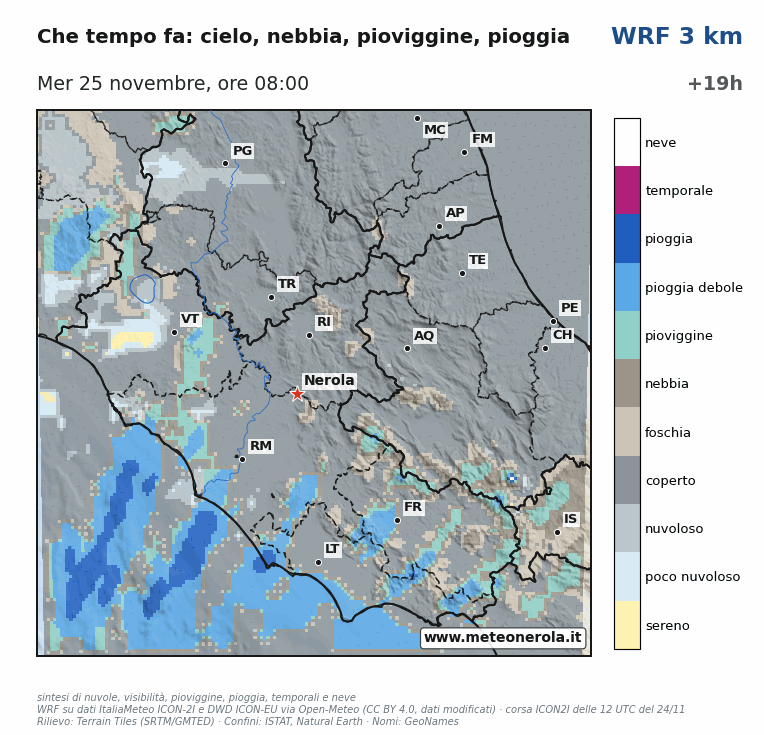 Che tempo fa: cielo, nebbia, pioviggine, pioggia
WRF 3 km
Mer 25 novembre, ore 08:00
+19h
MC
FM
PG
AP
TE
TR
PE
VT
RI
AQ
CH
Nerola
RM
FR
IS
LT
www.meteonerola.it
neve
temporale
pioggia
pioggia debole
pioviggine
nebbia
foschia
coperto
nuvoloso
poco nuvoloso
sereno
sintesi di nuvole, visibilità, pioviggine, pioggia, temporali e neve
WRF su dati ItaliaMeteo ICON-2I e DWD ICON-EU via Open-Meteo (CC BY 4.0, dati modificati) · corsa ICON2I delle 12 UTC del 24/11
Rilievo: Terrain Tiles (SRTM/GMTED) · Confini: ISTAT, Natural Earth · Nomi: GeoNames